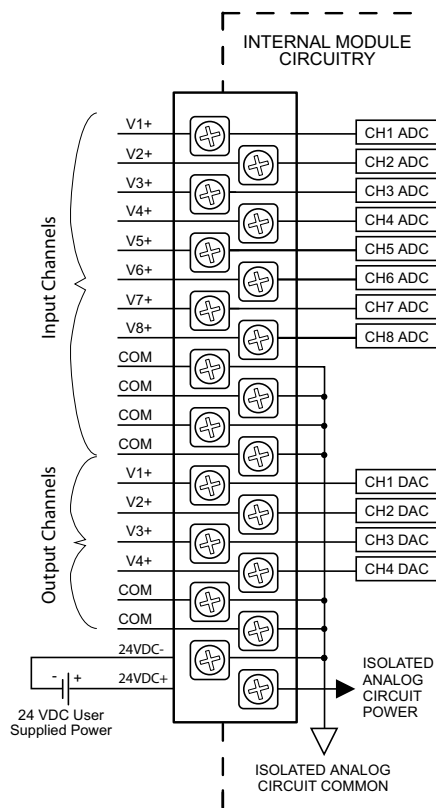 INTERNAL MODULE
CIRCUITRY
Input Channels
V1+
CH1 ADC
V2+
CH2 ADC
V3+
CH3 ADC
V4+
CH4 ADC
V5+
CH5 ADC
V6+
CH6 ADC
V7+
CH7 ADC
V8+
CH8 ADC
COM
COM
COM
COM
Output Channels
V1+
CH1 DAC
V2+
CH2 DAC
V3+
CH3 DAC
V4+
CH4 DAC
COM
COM
24VDC-
24VDC+
- +
24 VDC User
Supplied Power
ISOLATED
ANALOG
CIRCUIT
POWER
ISOLATED ANALOG
CIRCUIT COMMON